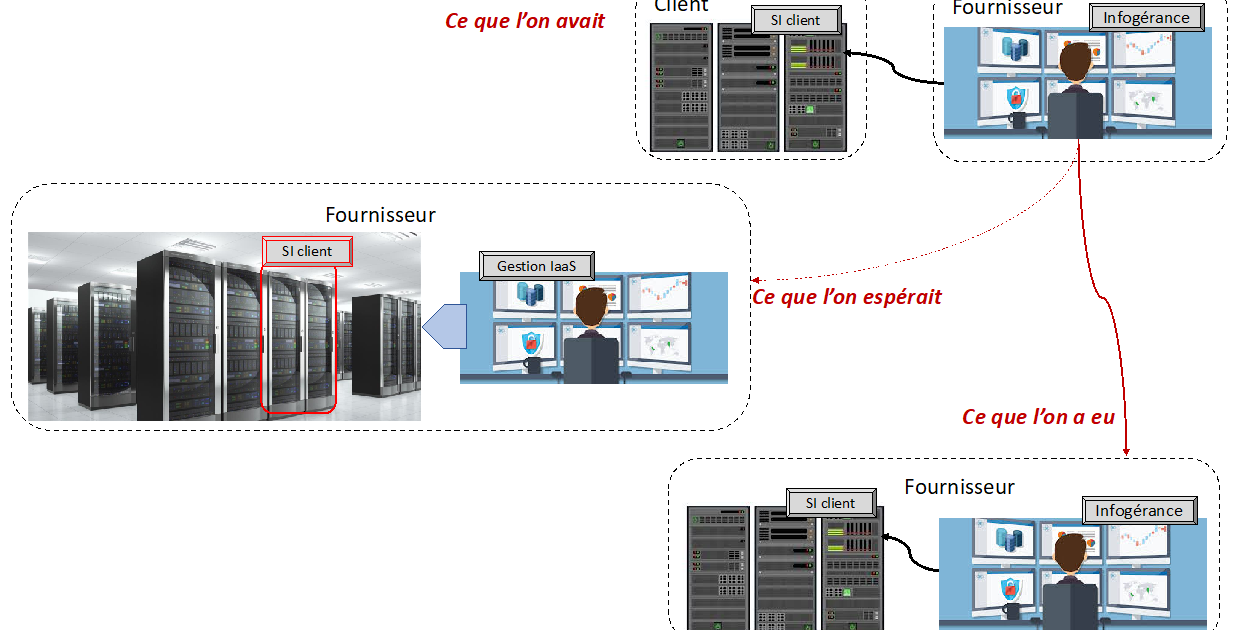 Client
Fournisseur
Ce que l’on avait
SI client
Infogérance
Fournisseur
SI client
Gestion IaaS
Ce que l’on espérait
Ce que l’on a eu
Fournisseur
SI client
Infogérance